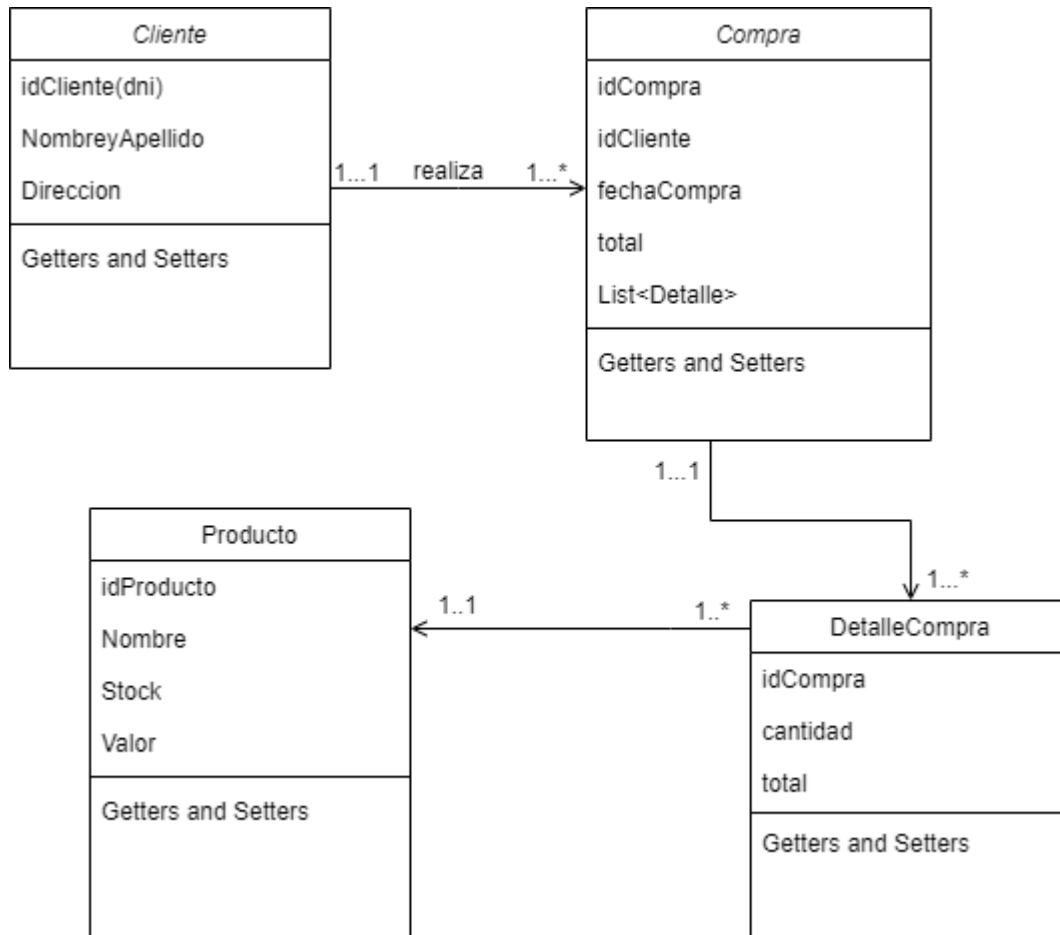 Cliente
idCliente(dni)
NombreyApellido
Direccion
Getters and Setters
1...1 realiza 1...*
Compra
idCompra
idCliente
fechaCompra
total
List<Detalle>
Getters and Setters
1...1
1...*
Producto
idProducto
Nombre
Stock
Valor
Getters and Setters
1..1
1..*
DetalleCompra
idCompra
cantidad
total
Getters and Setters